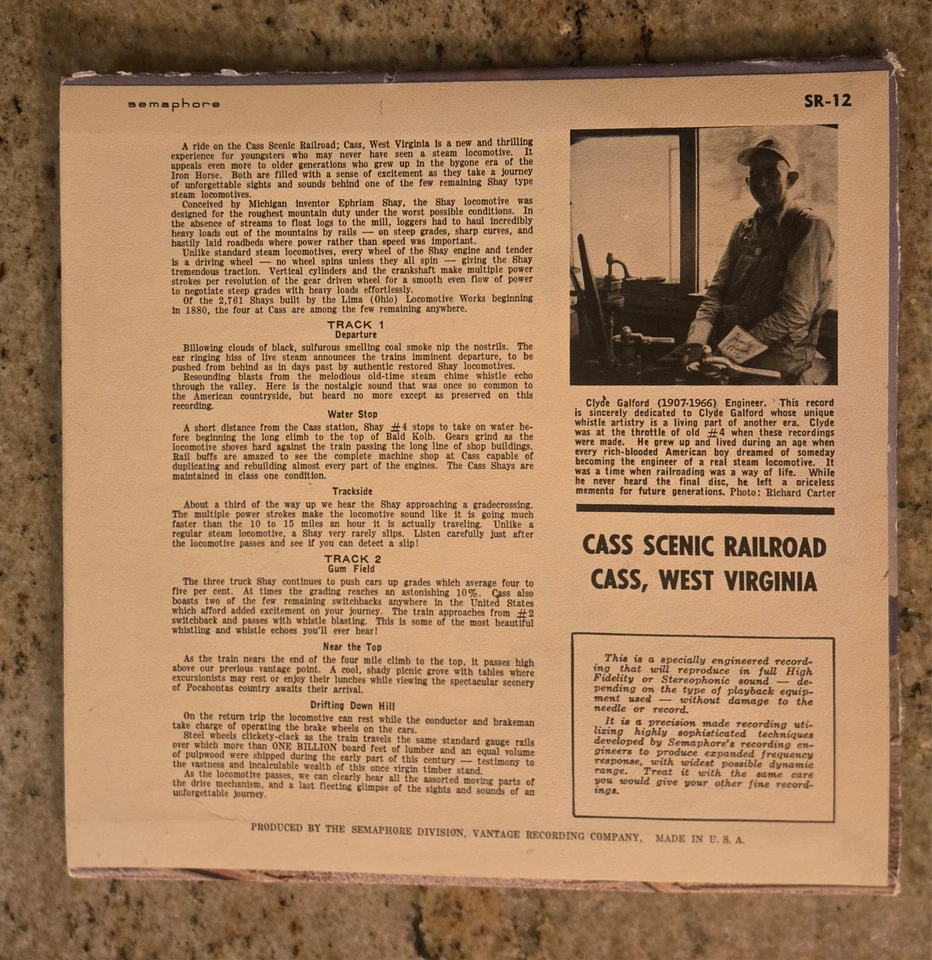 semaphore
SR-12
A ride on the Cass Scenic Railroad; Cass, West Virginia is a new and thrilling
experience for youngsters who may never have seen a steam locomotive. It
appeals even more to older generations who grew up in the bygone era of the
Iron Horse. Both are filled with a sense of excitement as they take a journey
of unforgettable sights and sounds behind one of the few remaining Shay type
steam locomotives.
Conceived by Michigan inventor Ephriam Shay, the Shay locomotive was
designed for the roughest mountain duty under the worst possible conditions. In
the absence of streams to float logs to the mill, loggers had to haul incredibly
heavy loads out of the mountains by rails — on steep grades, sharp curves, and
hastily laid roadbeds where power rather than speed was important.
Unlike standard steam locomotives, every wheel of the Shay engine and tender
is a driving wheel — no wheel spins unless they all spin — giving the Shay
tremendous traction. Vertical cylinders and the crankshaft make multiple power
strokes per revolution of the gear driven wheel for a smooth even flow of power
to negotiate steep grades with heavy loads effortlessly.
Of the 2,761 Shays built by the Lima (Ohio) Locomotive Works beginning
in 1880, the four at Cass are among the few remaining anywhere.
TRACK 1
Departure
Billowing clouds of black, sulfurous smelling coal smoke nip the nostrils. The
ear ringing hiss of live steam announces the trains imminent departure, to be
pushed from behind as in days past by authentic restored Shay locomotives.
Resounding blasts from the melodious old-time steam chime whistle echo
through the valley. Here is the nostalgic sound that was once so common to
the American countryside, but heard no more except as preserved on this
recording.
Water Stop
A short distance from the Cass station, Shay #4 stops to take on water be-
fore beginning the long climb to the top of Bald Kolb. Gears grind as the
locomotive shoves hard against the train passing the long line of shop buildings.
Rail buffs are amazed to see the complete machine shop at Cass capable of
duplicating and rebuilding almost every part of the engines. The Cass Shays are
maintained in class one condition.
Trackside
About a third of the way up we hear the Shay approaching a gradecrossing.
The multiple power strokes make the locomotive sound like it is going much
faster than the 10 to 15 miles an hour it is actually traveling. Unlike a
regular steam locomotive, a Shay very rarely slips. Listen carefully just after
the locomotive passes and see if you can detect a slip!
TRACK 2
Gum Field
The three truck Shay continues to push cars up grades which average four to
five per cent. At times the grading reaches an astonishing 10%. Cass also
boasts two of the few remaining switchbacks anywhere in the United States
which afford added excitement on your journey. The train approaches from #2
switchback and passes with whistle blasting. This is some of the most beautiful
whistling and whistle echoes you'll ever hear!
Near the Top
As the train nears the end of the four mile climb to the top, it passes high
above our previous vantage point. A cool, shady picnic grove with tables where
excursionists may rest or enjoy their lunches while viewing the spectacular scenery
of Pocahontas country awaits their arrival.
Drifting Down Hill
On the return trip the locomotive can rest while the conductor and brakeman
take charge of operating the brake wheels on the cars.
Steel wheels clickety-clack as the train travels the same standard gauge rails
over which more than ONE BILLION board feet of lumber and an equal volume
of pulpwood were shipped during the early part of this century — testimony to
the vastness and incalculable wealth of this once virgin timber stand.
As the locomotive passes, we can clearly hear all the assorted moving parts of
the drive mechanism, and a last fleeting glimpse of the sights and sounds of an
unforgettable journey.
Clyde Galford (1907-1966) Engineer. This record
is sincerely dedicated to Clyde Galford whose unique
whistle artistry is a living part of another era. Clyde
was at the throttle of old #4 when these recordings
were made. He grew up and lived during an age when
every rich-blooded American boy dreamed of someday
becoming the engineer of a real steam locomotive. It
was a time when railroading was a way of life. While
he never heard the final disc, he left a priceless
memento for future generations. Photo: Richard Carter
CASS SCENIC RAILROAD
CASS, WEST VIRGINIA
This is a specially engineered record-
ing that will reproduce in full High
Fidelity or Stereophonic sound — de-
pending on the type of playback equip-
ment used — without damage to the
needle or record.
It is a precision made recording uti-
lizing highly sophisticated techniques
developed by Semaphore's recording en-
gineers to produce expanded frequency
response, with widest possible dynamic
range. Treat it with the same care
you would give your other fine record-
ings.
PRODUCED BY THE SEMAPHORE DIVISION, VANTAGE RECORDING COMPANY, MADE IN U. S. A.